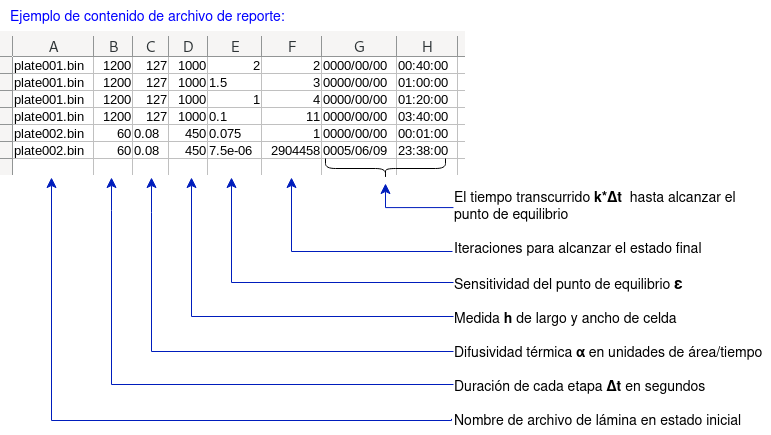 Ejemplo de contenido de archivo de reporte:
A B C D E F G H
plate001.bin 1200 127 1000 2 2 0000/00/00 00:40:00
plate001.bin 1200 127 1000 1.5 3 0000/00/00 01:00:00
plate001.bin 1200 127 1000 1 4 0000/00/00 01:20:00
plate001.bin 1200 127 1000 0.1 11 0000/00/00 03:40:00
plate002.bin 60 0.08 450 0.075 1 0000/00/00 00:01:00
plate002.bin 60 0.08 450 7.5e-06 2904458 0005/06/09 23:38:00
El tiempo transcurrido k*Δt hasta alcanzar el
punto de equilibrio
Iteraciones para alcanzar el estado final
Sensitividad del punto de equilibrio ε
Medida h de largo y ancho de celda
Difusividad térmica α en unidades de área/tiempo
Duración de cada etapa Δt en segundos
Nombre de archivo de lámina en estado inicial